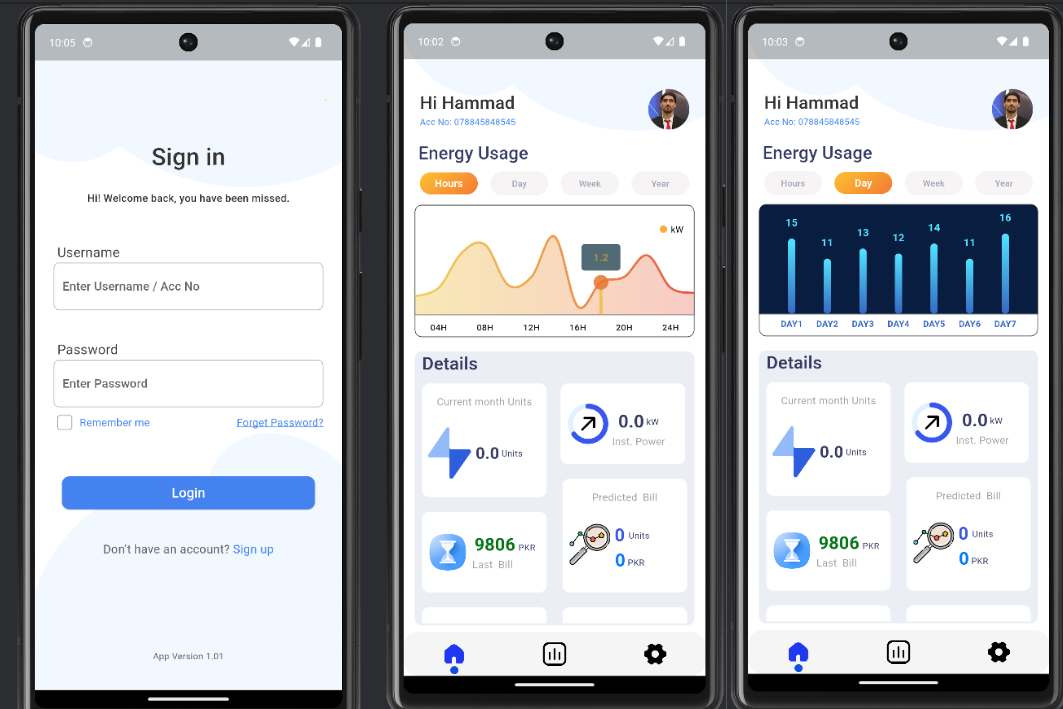 10:05
Sign in
Hi! Welcome back, you have been missed.
Username
Enter Username / Acc No
Password
Enter Password
Remember me
Forget Password?
Login
Don't have an account? Sign up
App Version 1.01
10:02
Hi Hammad
Acc No: 078845848545
Energy Usage
Hours Day Week Year
kW
1.2
04H 08H 12H 16H 20H 24H
Details
Current month Units
0.0 Units
0.0 kW
Inst. Power
Predicted Bill
0 Units
0 PKR
9806 PKR
Last Bill
10:03
Hi Hammad
Acc No: 078845848545
Energy Usage
Hours Day Week Year
15 11 13 12 14 11 16
DAY1 DAY2 DAY3 DAY4 DAY5 DAY6 DAY7
Details
Current month Units
0.0 Units
0.0 kW
Inst. Power
Predicted Bill
0 Units
0 PKR
9806 PKR
Last Bill